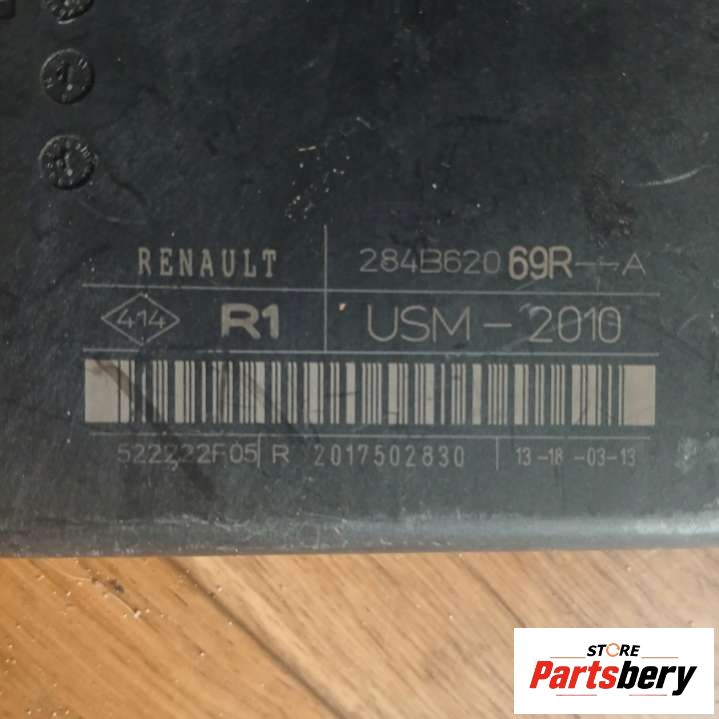 RENAULT 284B620 69R--A
414 R1 USM-2010
522222F05 R 2017502830 13-18-03-13
STORE
Partsbery